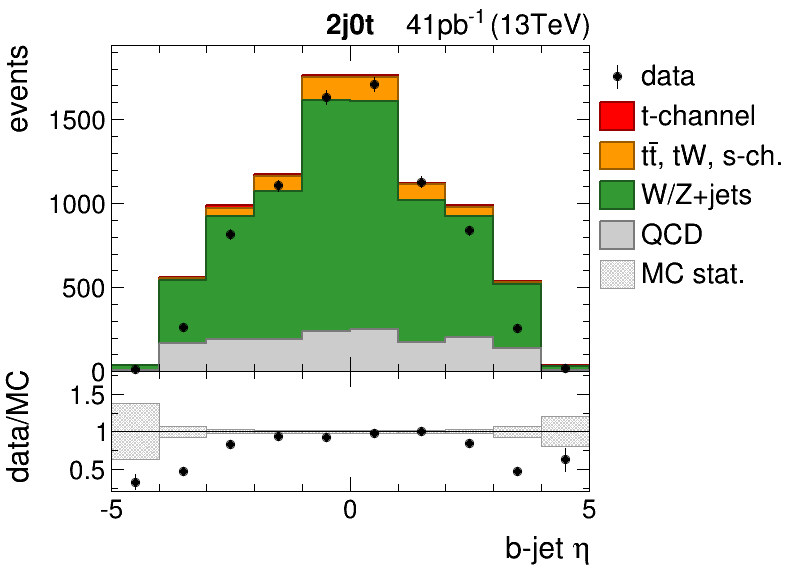 2j0t 41pb⁻¹ (13TeV)
events
1500
1000
500
0
data
t-channel
tt̄, tW, s-ch.
W/Z+jets
QCD
MC stat.
data/MC
1.5
1
0.5
-5 0 5
b-jet η